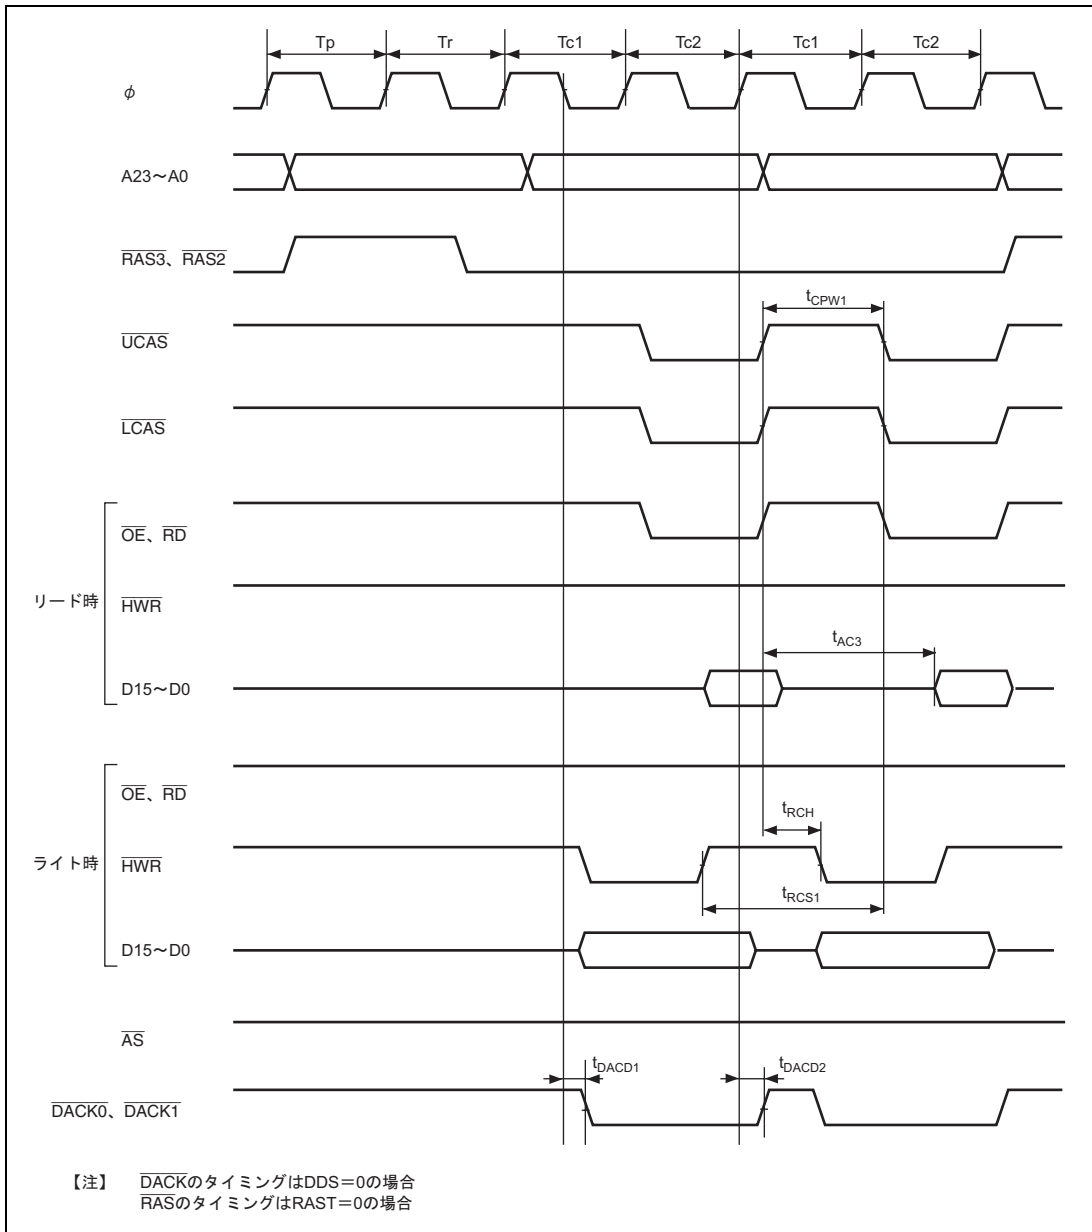 Tp Tr Tc1 Tc2 Tc1 Tc2
φ
A23～A0
RAS3、RAS2
tCPW1
UCAS
LCAS
OE、RD
リード時
HWR
tAC3
D15～D0
OE、RD
tRCH
ライト時
HWR
tRCS1
D15～D0
AS
tDACD1 tDACD2
DACK0、DACK1
【注】 DACKのタイミングはDDS＝0の場合
RASのタイミングはRAST＝0の場合